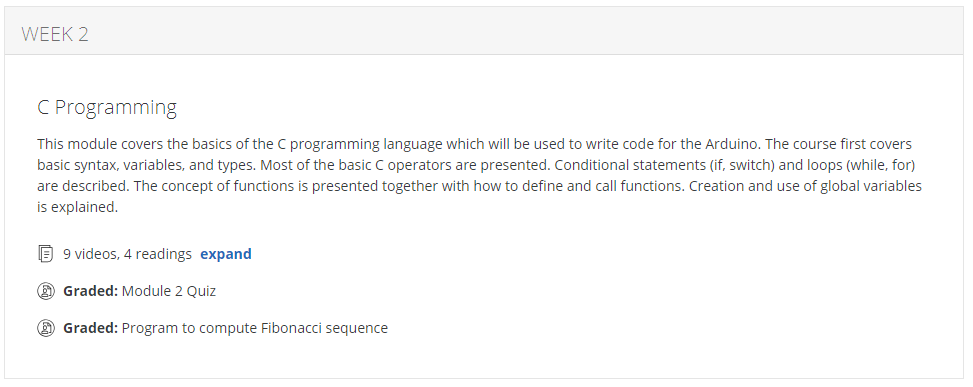 WEEK 2
C Programming
This module covers the basics of the C programming language which will be used to write code for the Arduino. The course first covers
basic syntax, variables, and types. Most of the basic C operators are presented. Conditional statements (if, switch) and loops (while, for)
are described. The concept of functions is presented together with how to define and call functions. Creation and use of global variables
is explained.
9 videos, 4 readings expand
Graded: Module 2 Quiz
Graded: Program to compute Fibonacci sequence